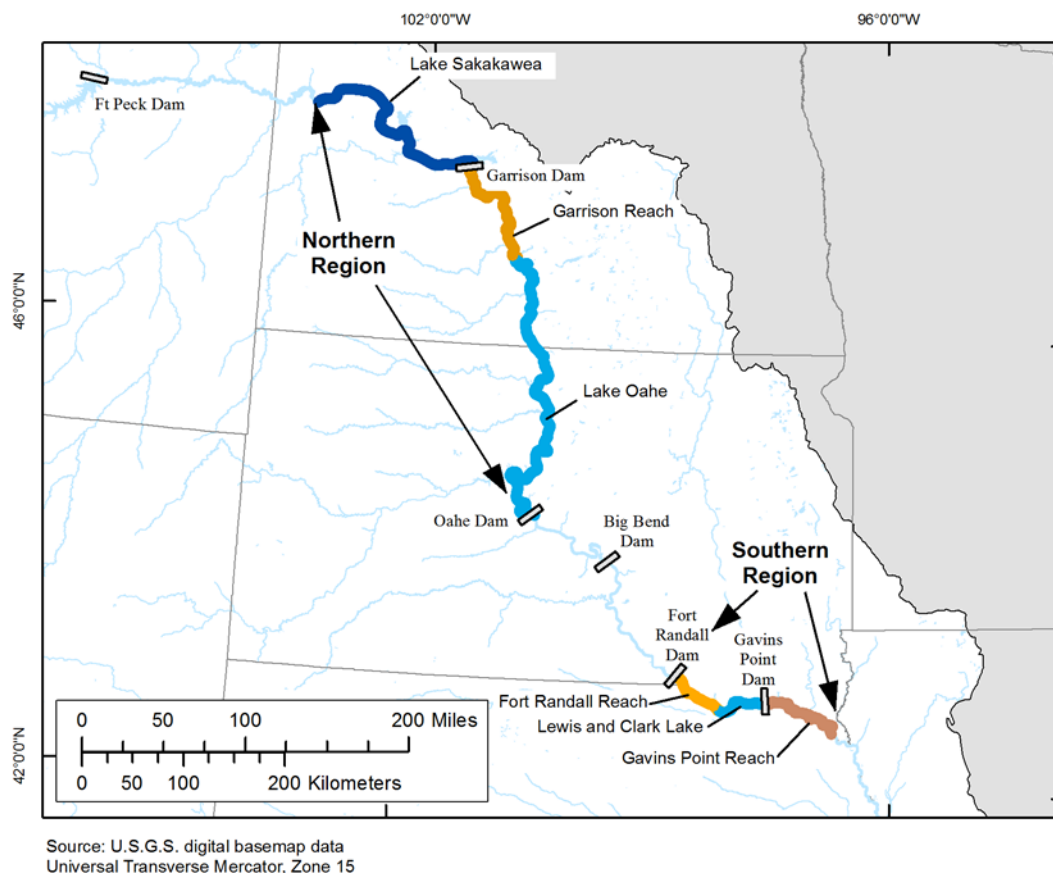 102°0'0"W
96°0'0"W
Lake Sakakawea
Ft Peck Dam
Garrison Dam
Garrison Reach
Northern
Region
46°0'0"N
Lake Oahe
Oahe Dam
Big Bend
Dam
Southern
Region
Fort
Randall
Dam
Gavins
Point
Dam
Fort Randall Reach
Lewis and Clark Lake
Gavins Point Reach
42°0'0"N
0 50 100 200 Miles
0 50 100 200 Kilometers
Source: U.S.G.S. digital basemap data
Universal Transverse Mercator, Zone 15